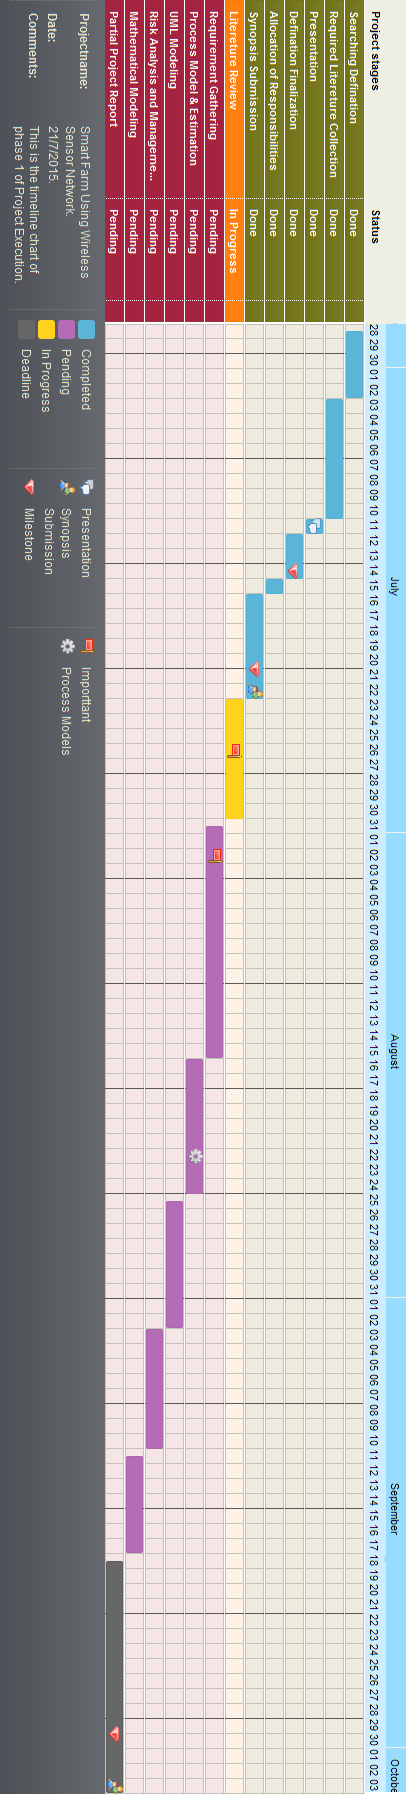 July
August
September
Octobe
Project stages
Status
28 29 30 01 02 03 04 05 06 07 08 09 10 11 12 13 14 15 16 17 18 19 20 21 22 23 24 25 26 27 28 29 30 31 01 02 03 04 05 06 07 08 09 10 11 12 13 14 15 16 17 18 19 20 21 22 23 24 25 26 27 28 29 30 31 01 02 03 04 05 06 07 08 09 10 11 12 13 14 15 16 17 18 19 20 21 22 23 24 25 26 27 28 29 30 01 02 03
Searching Defination Done
Required Literature Collection Done
Presentation Done
Defination Finalization Done
Allocation of Responsibilities Done
Synopsis Submission Done
Literature Review In Progress
Requirement Gathering Pending
Process Model & Estimation Pending
UML Modeling Pending
Risk Analysis and Manageme... Pending
Mathematical Modeling Pending
Partial Project Report Pending
Projectname: Smart Farm Using Wireless
Sensor Network.
Date: 21/7/2015.
Comments: This is the timeline chart of
phase 1 of Project Execution.
Completed
Pending
In Progress
Deadline
Presentation
Synopsis
Submission
Milestone
Importtant
Process Models